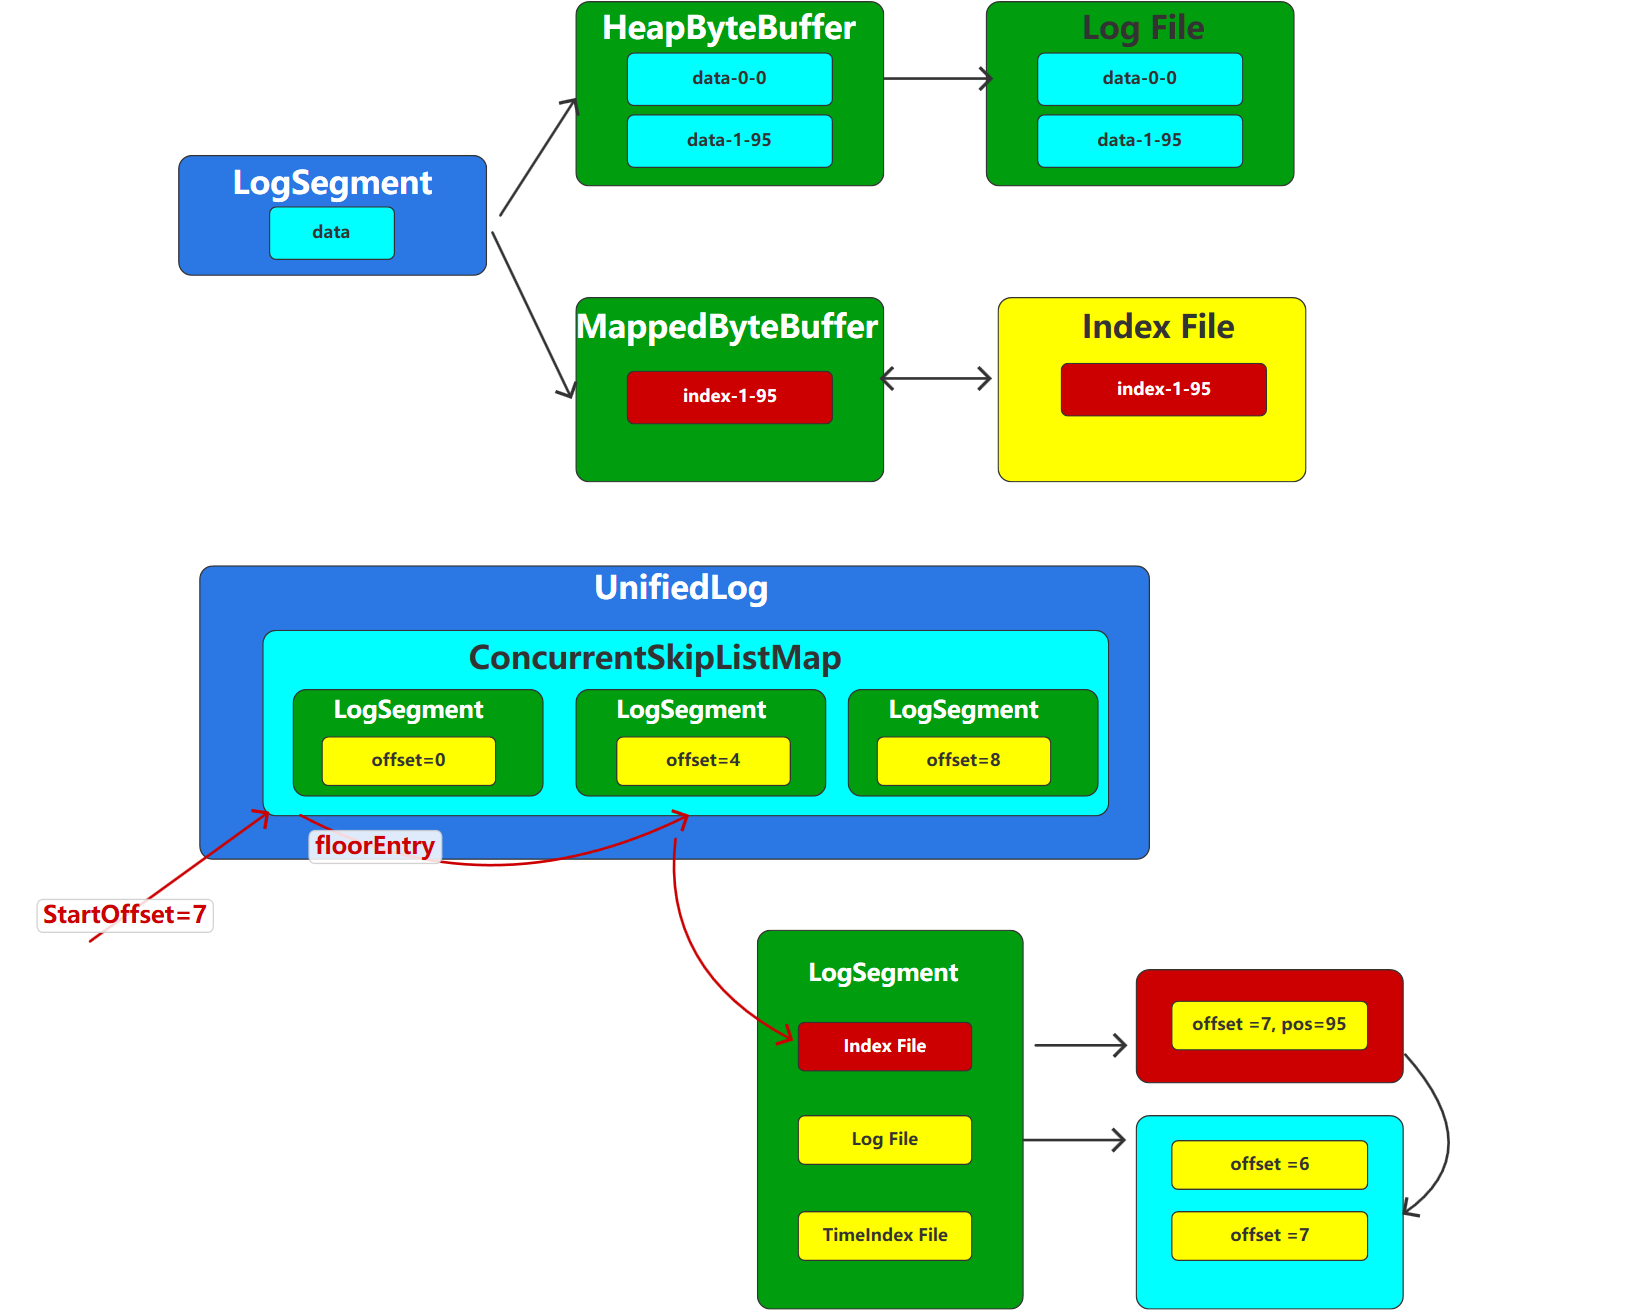 HeapByteBuffer
data-0-0
data-1-95
Log File
data-0-0
data-1-95
LogSegment
data
MappedByteBuffer
index-1-95
Index File
index-1-95
UnifiedLog
ConcurrentSkipListMap
LogSegment
offset=0
LogSegment
offset=4
LogSegment
offset=8
floorEntry
StartOffset=7
LogSegment
Index File
Log File
TimeIndex File
offset =7, pos=95
offset =6
offset =7